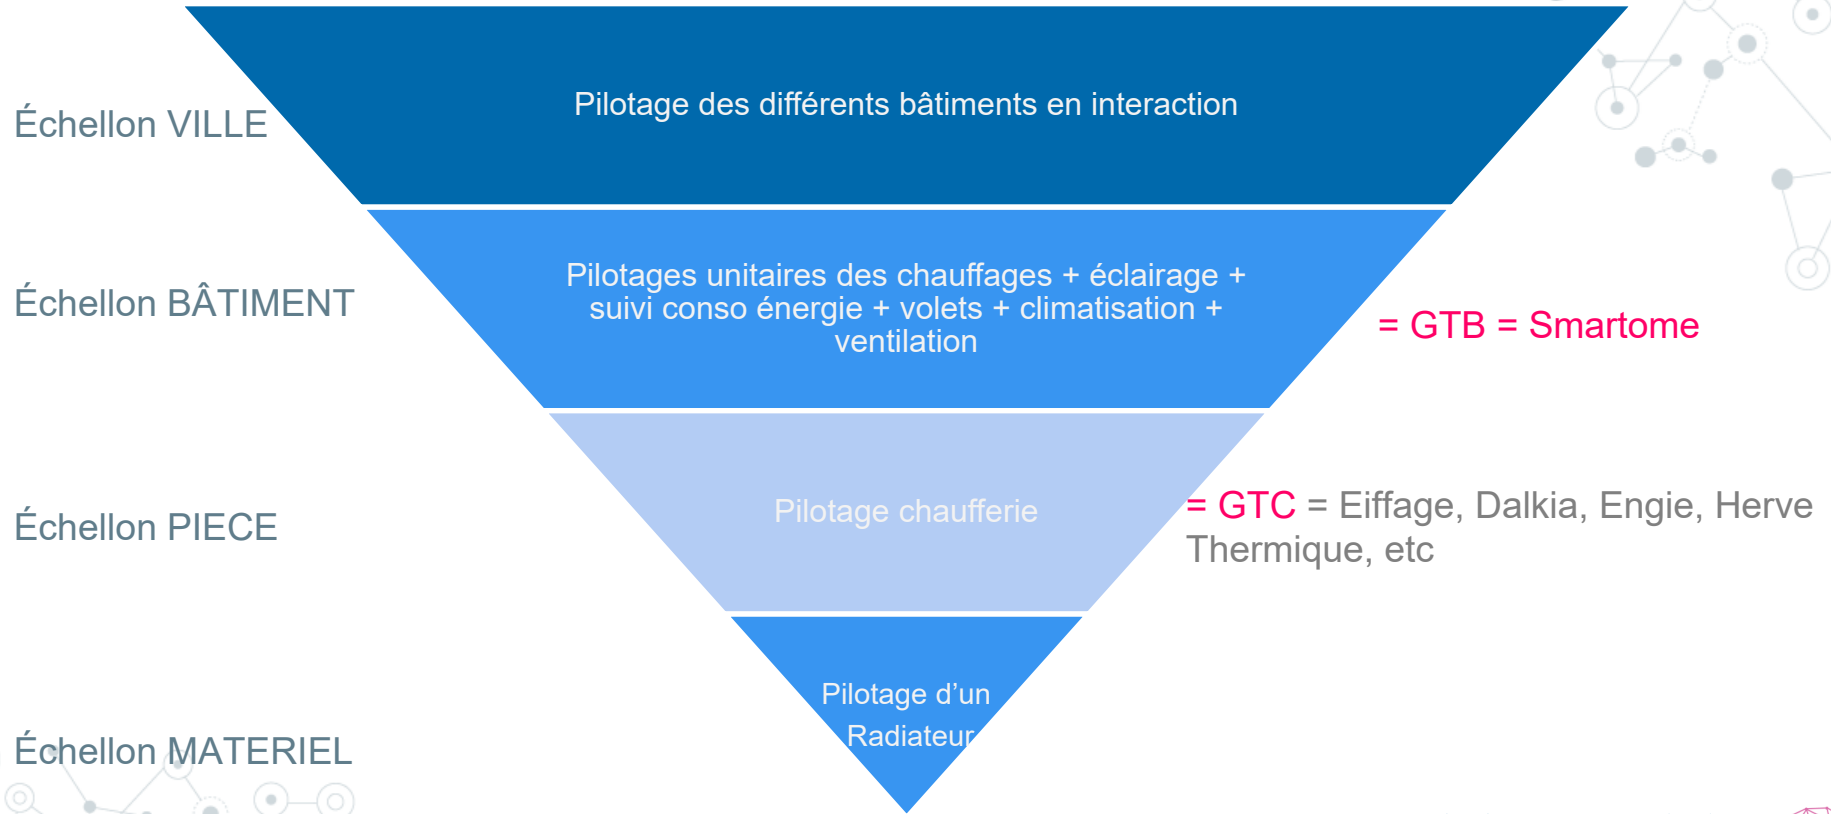 Échellon VILLE
Pilotage des différents bâtiments en interaction
Échellon BÂTIMENT
Pilotages unitaires des chauffages + éclairage +
suivi conso énergie + volets + climatisation +
ventilation
= GTB = Smartome
Échellon PIECE
Pilotage chaufferie
= GTC = Eiffage, Dalkia, Engie, Herve
Thermique, etc
Échellon MATERIEL
Pilotage d’un
Radiateur